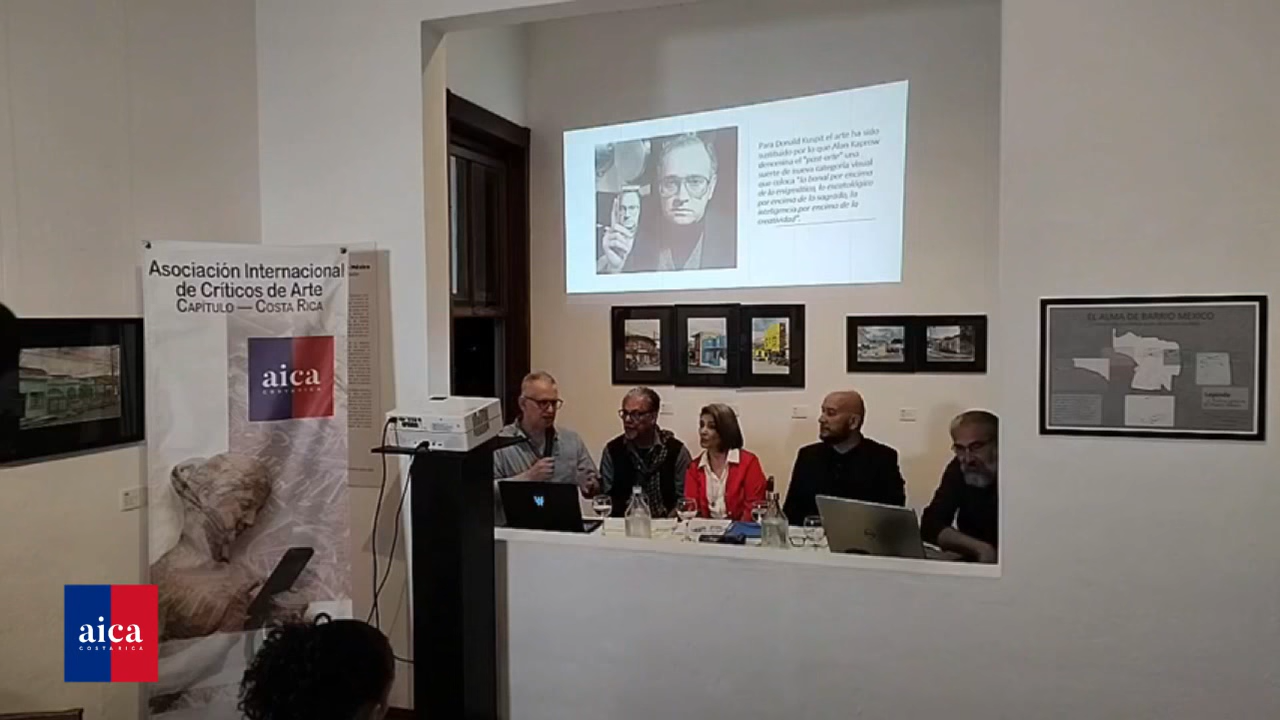 Para Donald Kuspit el arte ha sido
sustituido por lo que Alan Kaprow
denomina el "post-arte" una
suerte de nueva categoría visual
que coloca "lo banal por encima
de lo enigmático, lo escatológico
por encima de lo sagrado, la
inteligencia por encima de la
creatividad".
Asociación Internacional
de Críticos de Arte
Capítulo — Costa Rica
aica
COSTA RICA
EL ALMA DE BARRIO MEXICO
aica
COSTA RICA